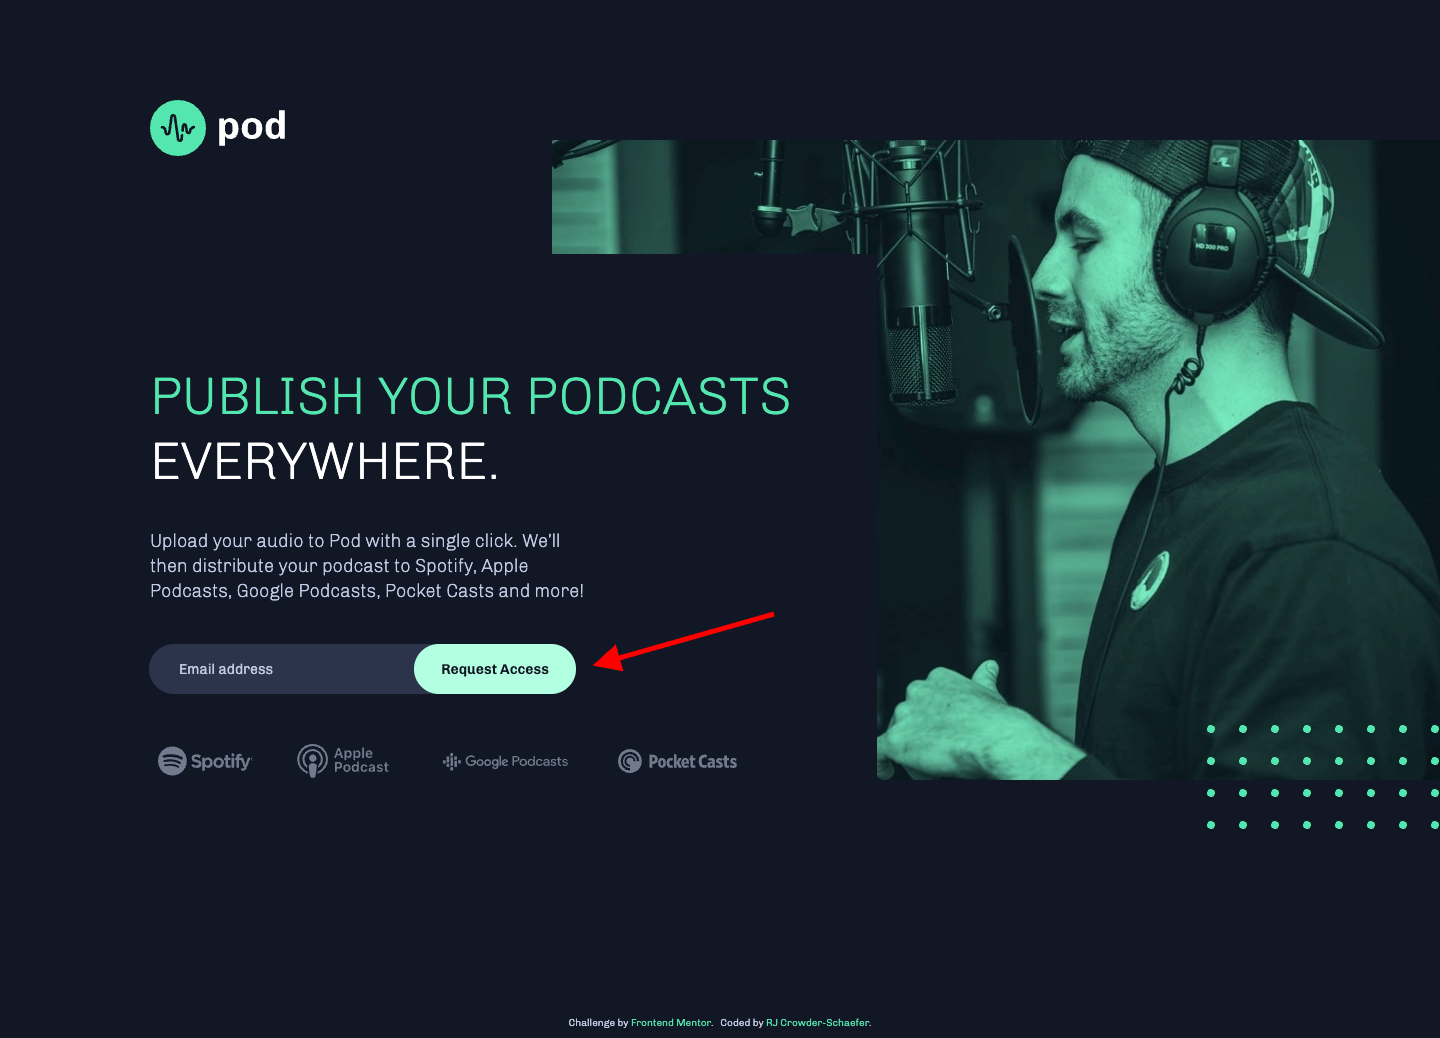 pod
HD 300 PRO
PUBLISH YOUR PODCASTS
EVERYWHERE.
Upload your audio to Pod with a single click. We’ll
then distribute your podcast to Spotify, Apple
Podcasts, Google Podcasts, Pocket Casts and more!
Email address
Request Access
Spotify
Apple
Podcast
Google Podcasts
Pocket Casts
Challenge by Frontend Mentor. Coded by RJ Crowder-Schaefer.